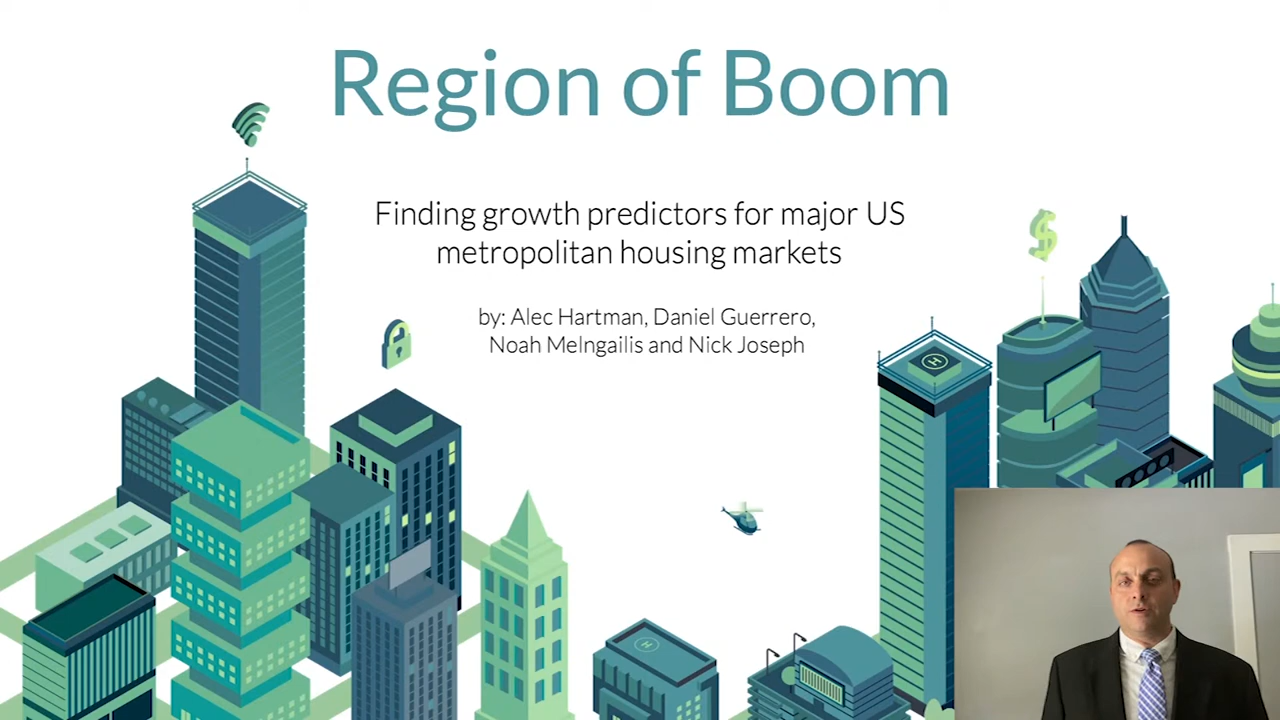 Region of Boom
Finding growth predictors for major US
metropolitan housing markets
by: Alec Hartman, Daniel Guerrero,
Noah Melngailis and Nick Joseph